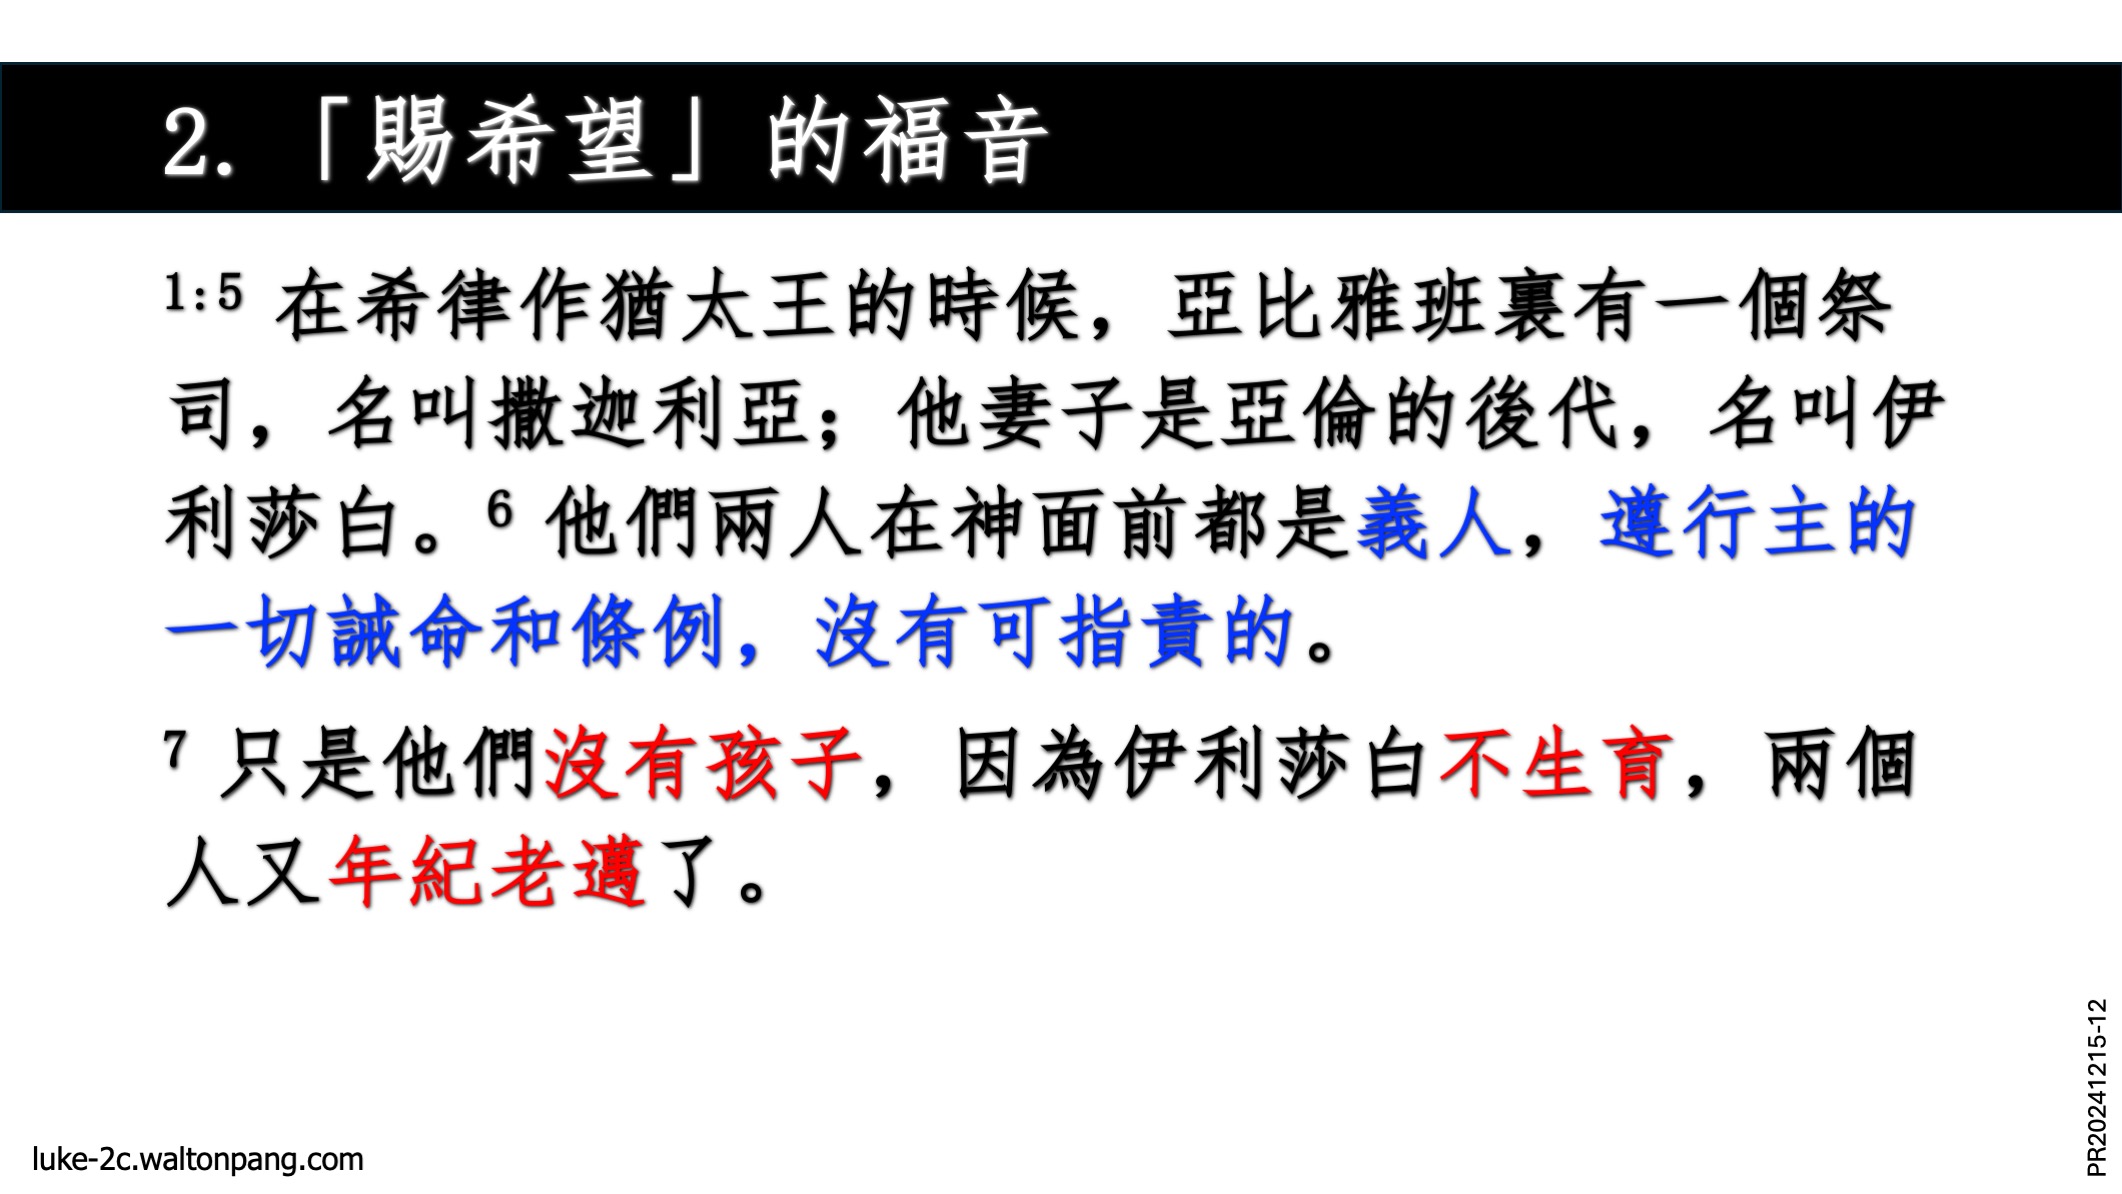 2.「賜希望」的福音
1:5 在希律作猶太王的時候，亞比雅班裏有一個祭
司，名叫撒迦利亞；他妻子是亞倫的後代，名叫伊
利莎白。6 他們兩人在神面前都是義人，遵行主的
一切誡命和條例，沒有可指責的。
7 只是他們沒有孩子，因為伊利莎白不生育，兩個
人又年紀老邁了。
luke-2c.waltonpang.com
PR20241215-12